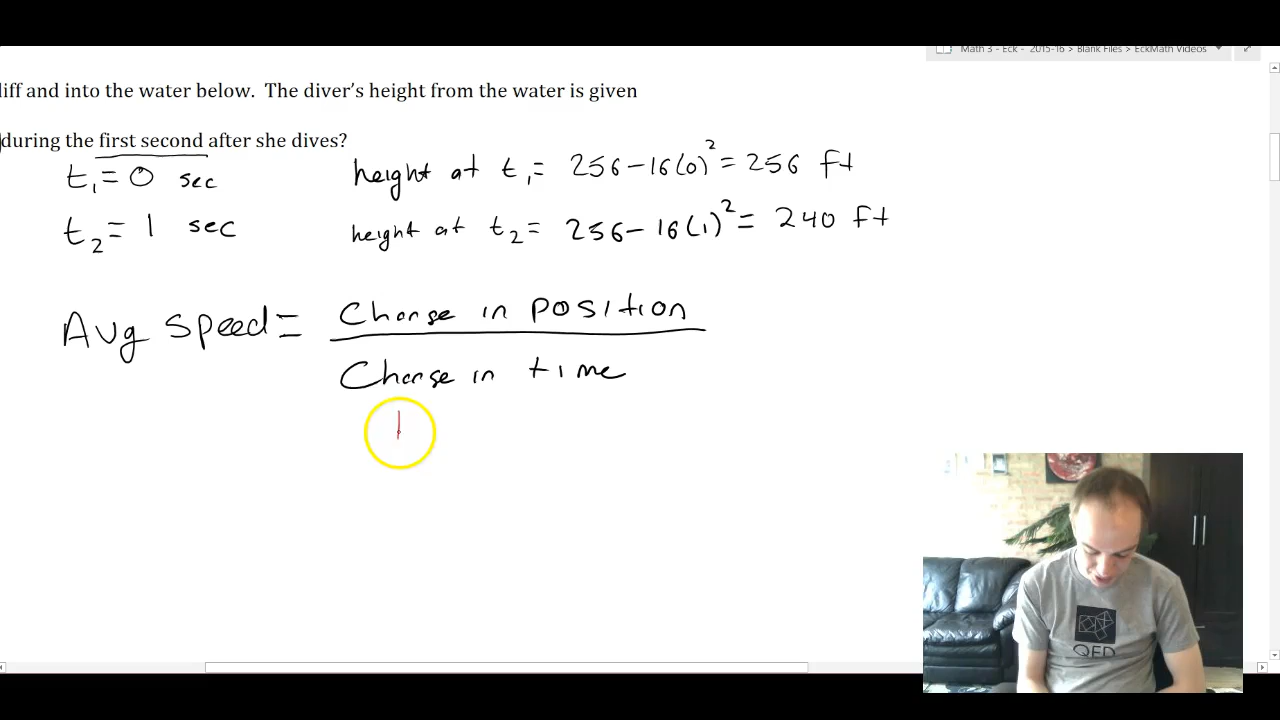 Math 3 - Eck - 2015-16 > Blank Files > EckMath Videos
liff and into the water below. The diver's height from the water is given
during the first second after she dives?
t₁ = 0 sec
height at t₁ = 256 - 16(0)² = 256 ft
t₂ = 1 sec
height at t₂ = 256 - 16(1)² = 240 ft
Avg Speed = Change in position
Change in time
QED